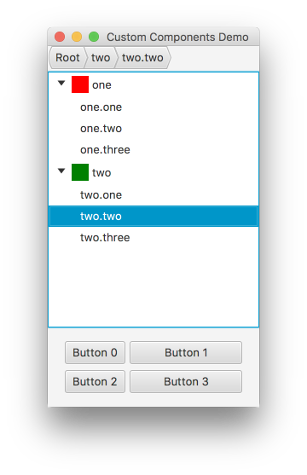 Custom Components Demo
Root two two.two
one
one.one
one.two
one.three
two
two.one
two.two
two.three
Button 0 Button 1
Button 2 Button 3